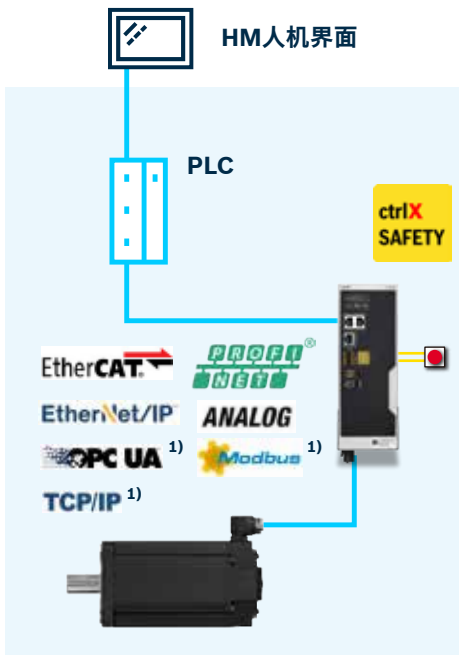 HM人机界面
PLC
ctrlX
SAFETY
EtherCAT.
PROFI
NET®
EtherNet/IP
ANALOG
OPC UA 1)
Modbus 1)
TCP/IP 1)